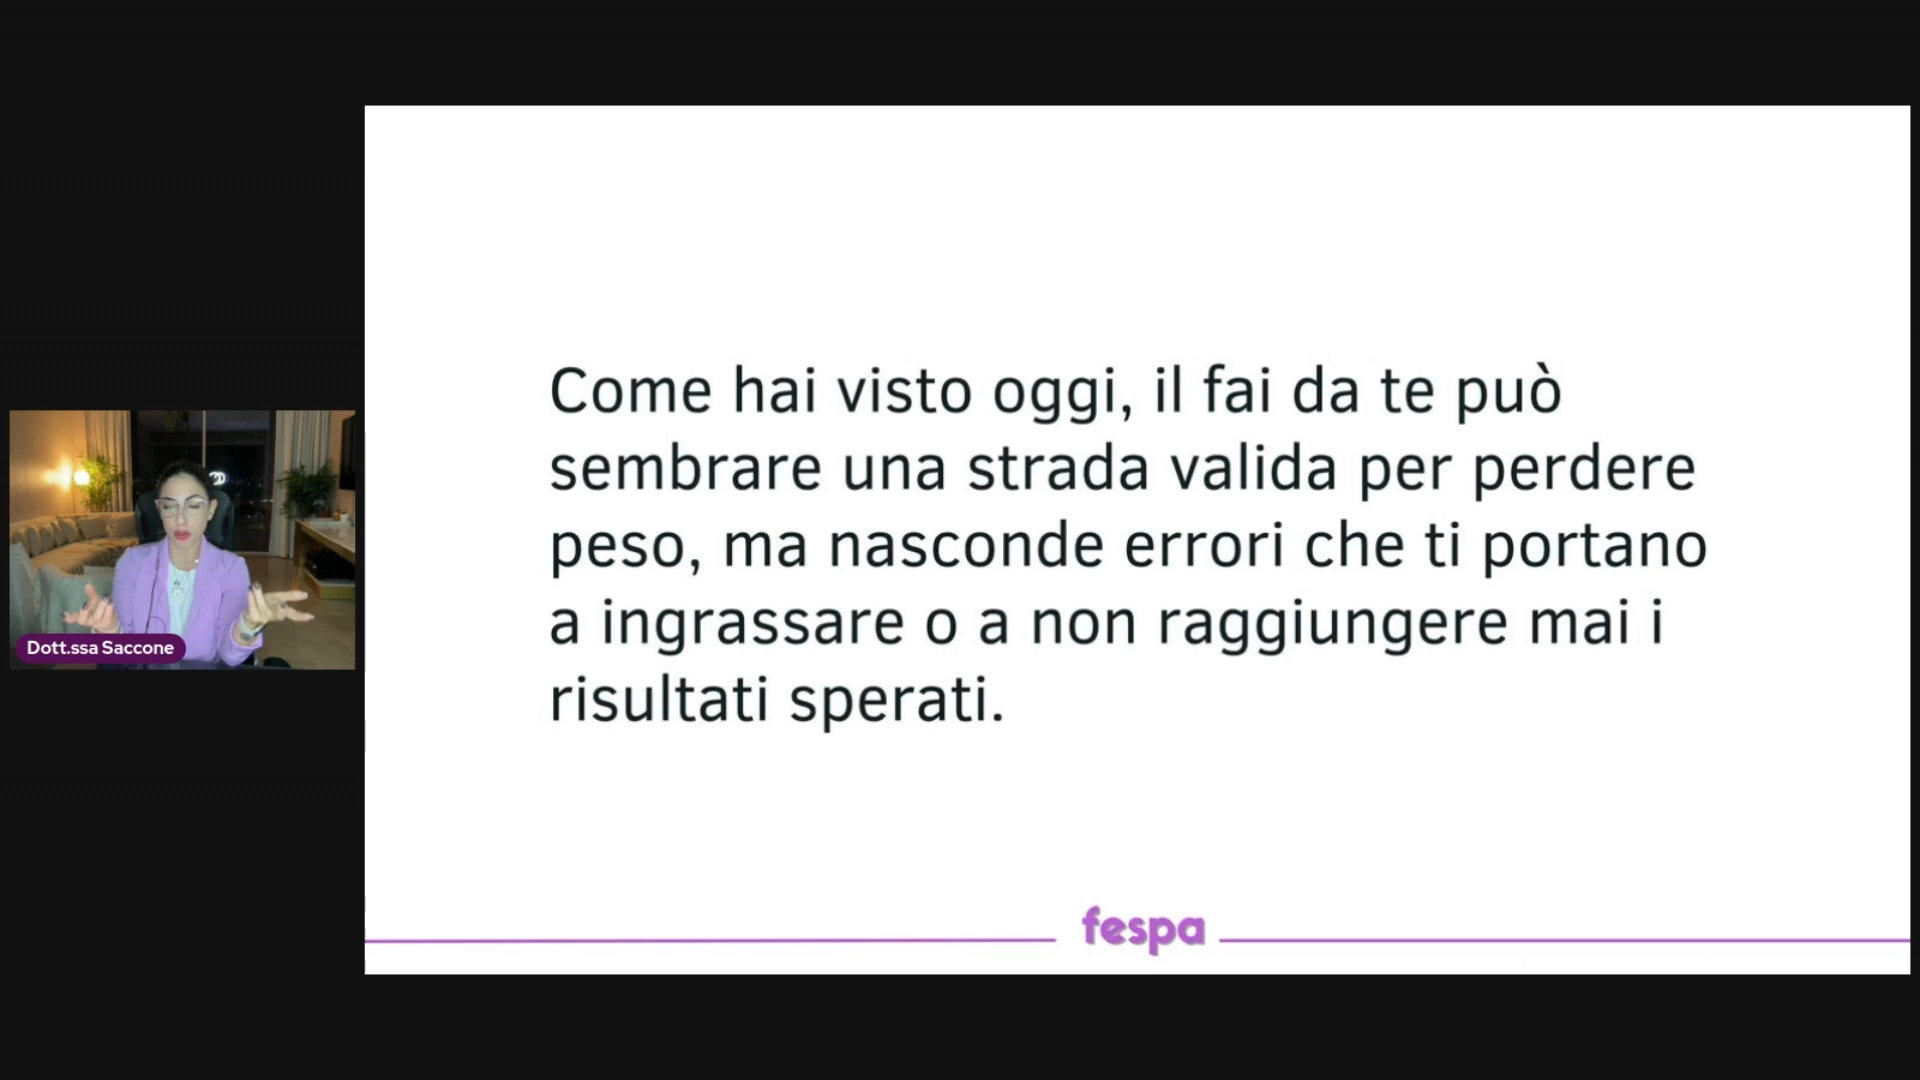 Come hai visto oggi, il fai da te può
sembrare una strada valida per perdere
peso, ma nasconde errori che ti portano
a ingrassare o a non raggiungere mai i
risultati sperati.
Dott.ssa Saccone
fespa